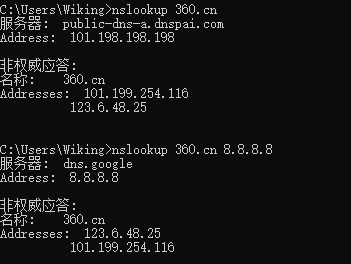 C:\Users\Wiking>nslookup 360.cn
服务器:  public-dns-a.dnspai.com
Address:  101.198.198.198
非权威应答:
名称:    360.cn
Addresses:  101.199.254.116
123.6.48.25
C:\Users\Wiking>nslookup 360.cn 8.8.8.8
服务器:  dns.google
Address:  8.8.8.8
非权威应答:
名称:    360.cn
Addresses:  123.6.48.25
101.199.254.116